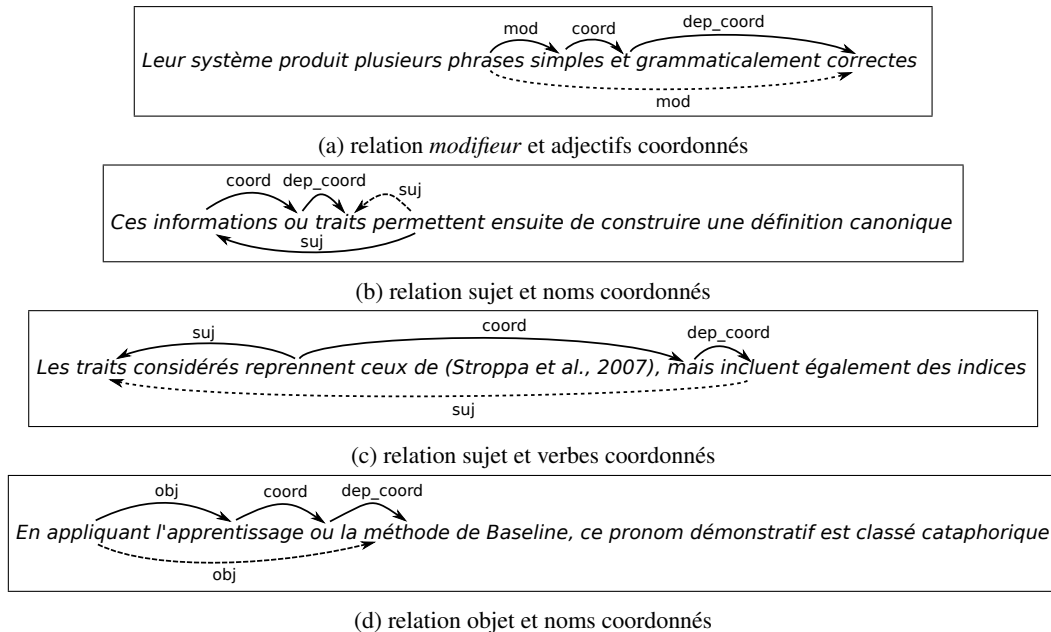 mod coord dep_coord
Leur système produit plusieurs phrases simples et grammaticalement correctes
mod
(a) relation modifieur et adjectifs coordonnés
coord dep_coord suj
Ces informations ou traits permettent ensuite de construire une définition canonique
suj
(b) relation sujet et noms coordonnés
suj coord dep_coord
Les traits considérés reprennent ceux de (Stroppa et al., 2007), mais incluent également des indices
suj
(c) relation sujet et verbes coordonnés
obj coord dep_coord
En appliquant l'apprentissage ou la méthode de Baseline, ce pronom démonstratif est classé cataphorique
obj
(d) relation objet et noms coordonnés